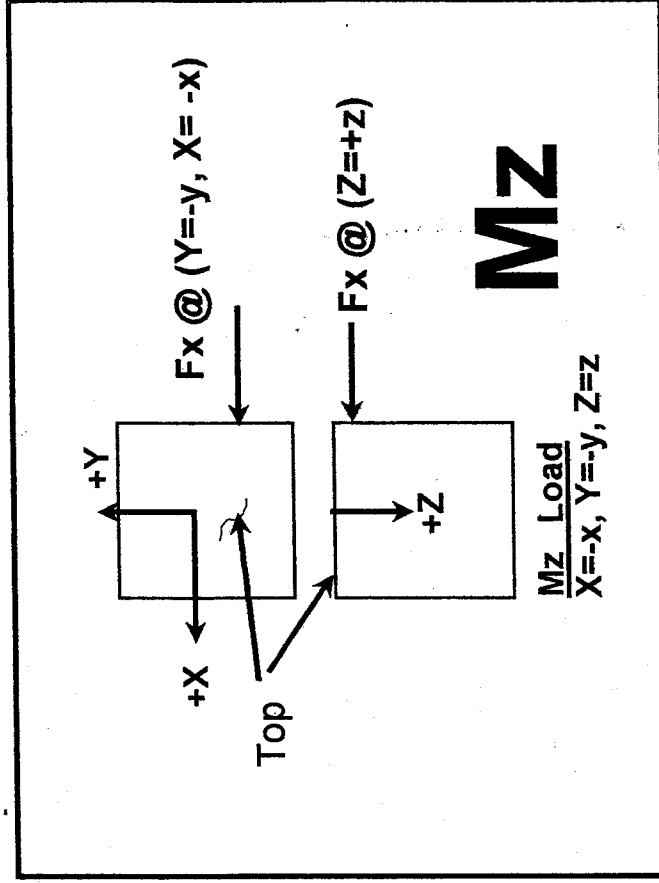 +Y
+X
Fx @ (Y=-y, X= -x)
Top
Fx @ (Z=+z)
+Z
Mz Load
X=-x, Y=-y, Z=z
Mz